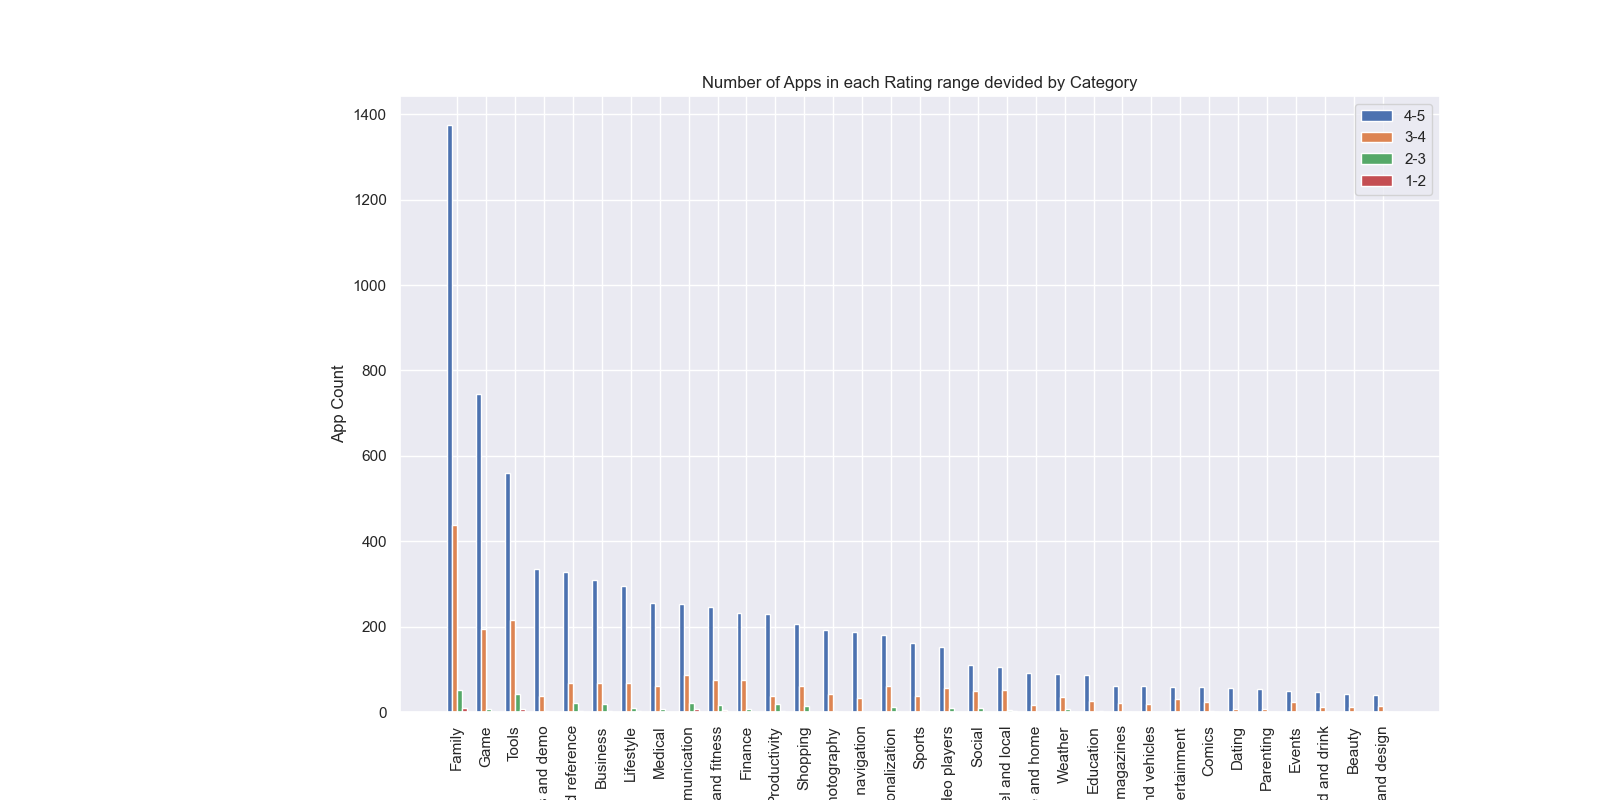 Number of Apps in each Rating range devided by Category
4-5
3-4
2-3
1-2
1400
1200
1000
800
600
400
200
0
App Count
Family
Game
Tools
and demo
reference
Business
Lifestyle
Medical
munication
and fitness
Finance
Productivity
Shopping
hotography
navigation
onalization
Sports
deo players
Social
el and local
and home
Weather
Education
magazines
nd vehicles
ertainment
Comics
Dating
Parenting
Events
d and drink
Beauty
and design